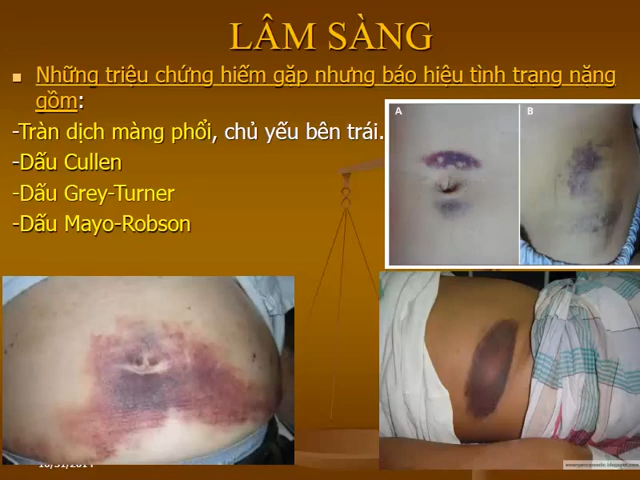 LÂM SÀNG
Những triệu chứng hiếm gặp nhưng báo hiệu tình trạng nặng
gồm:
-Tràn dịch màng phổi, chủ yếu bên trái.
-Dấu Cullen
-Dấu Grey-Turner
-Dấu Mayo-Robson
A
B